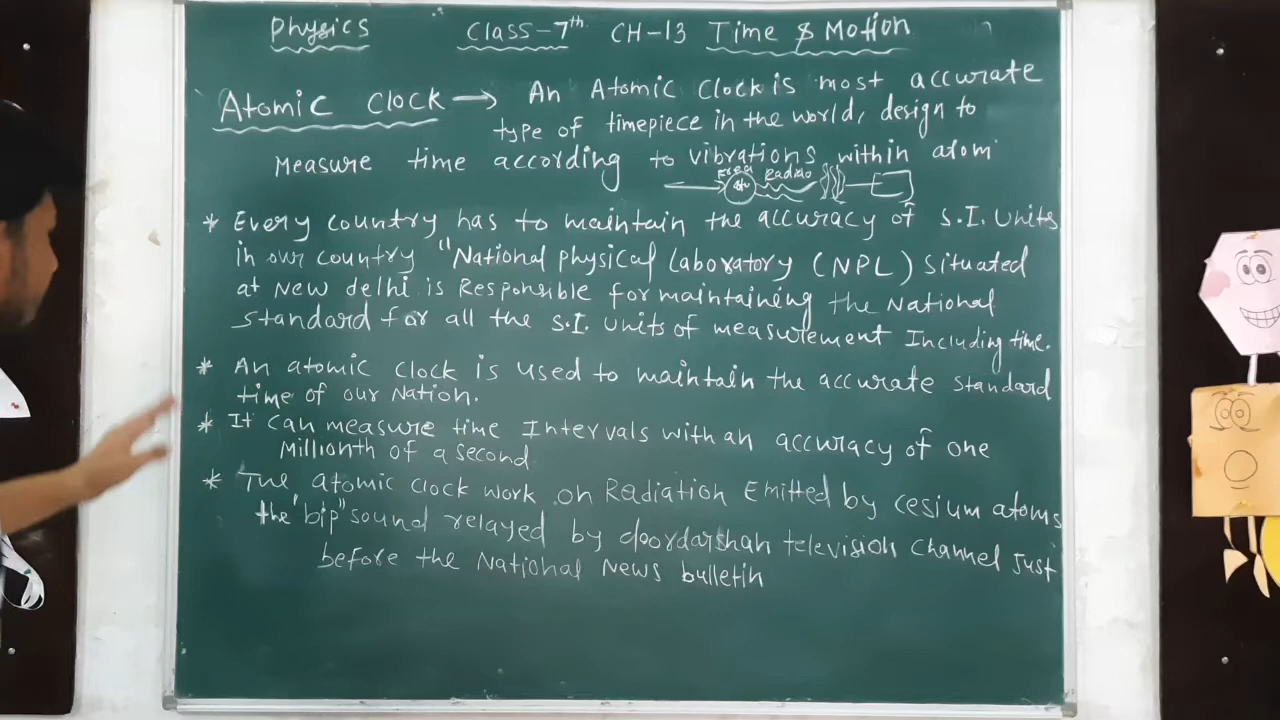 Physics Class-7th CH-13 Time & Motion
Atomic Clock → An Atomic Clock is most accurate
type of timepiece in the world, design to
Measure time according to vibrations within atom
Radio
* Every country has to maintain the accuracy of S.I. Units
in our country "National physical Laboratory (NPL) situated
at New delhi is Responsible for maintaining the National
standard for all the S.I. Units of measurement Including time.
* An atomic clock is used to maintain the accurate standard
time of our Nation.
* It can measure time Intervals with an accuracy of one
Millionth of a second
* The atomic clock work on Radiation Emitted by cesium atoms
the "bip" sound relayed by doordarshan television channel Just
before the National News bulletin